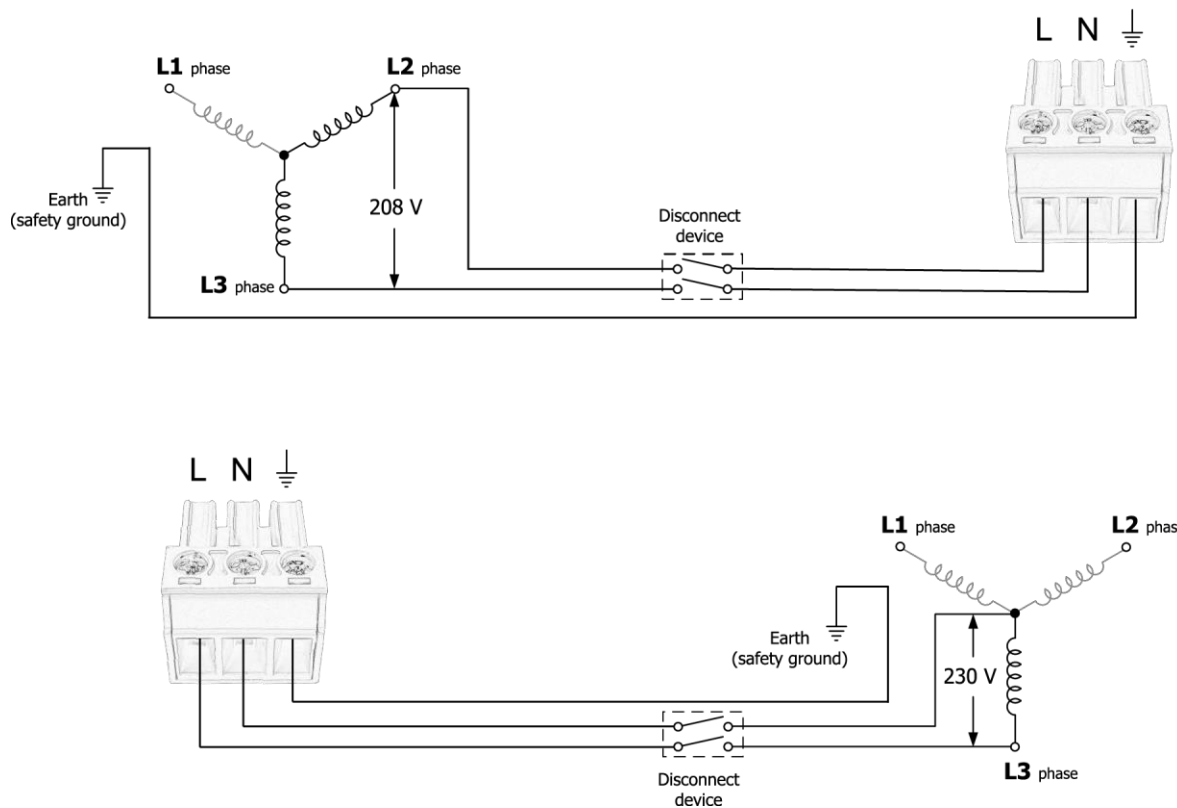 L N
L1 phase
L2 phase
Earth
(safety ground)
208 V
Disconnect
device
L3 phase
L N
L1 phase
L2 phas
Earth
(safety ground)
230 V
Disconnect
device
L3 phase